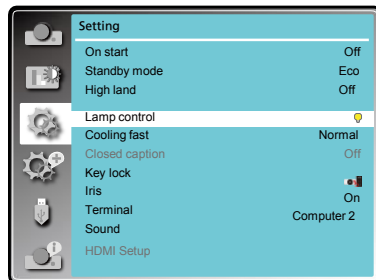 Setting
On start Off
Standby mode Eco
High land Off
Lamp control
Cooling fast Normal
Closed caption Off
Key lock
Iris On
Terminal Computer 2
Sound
HDMI Setup